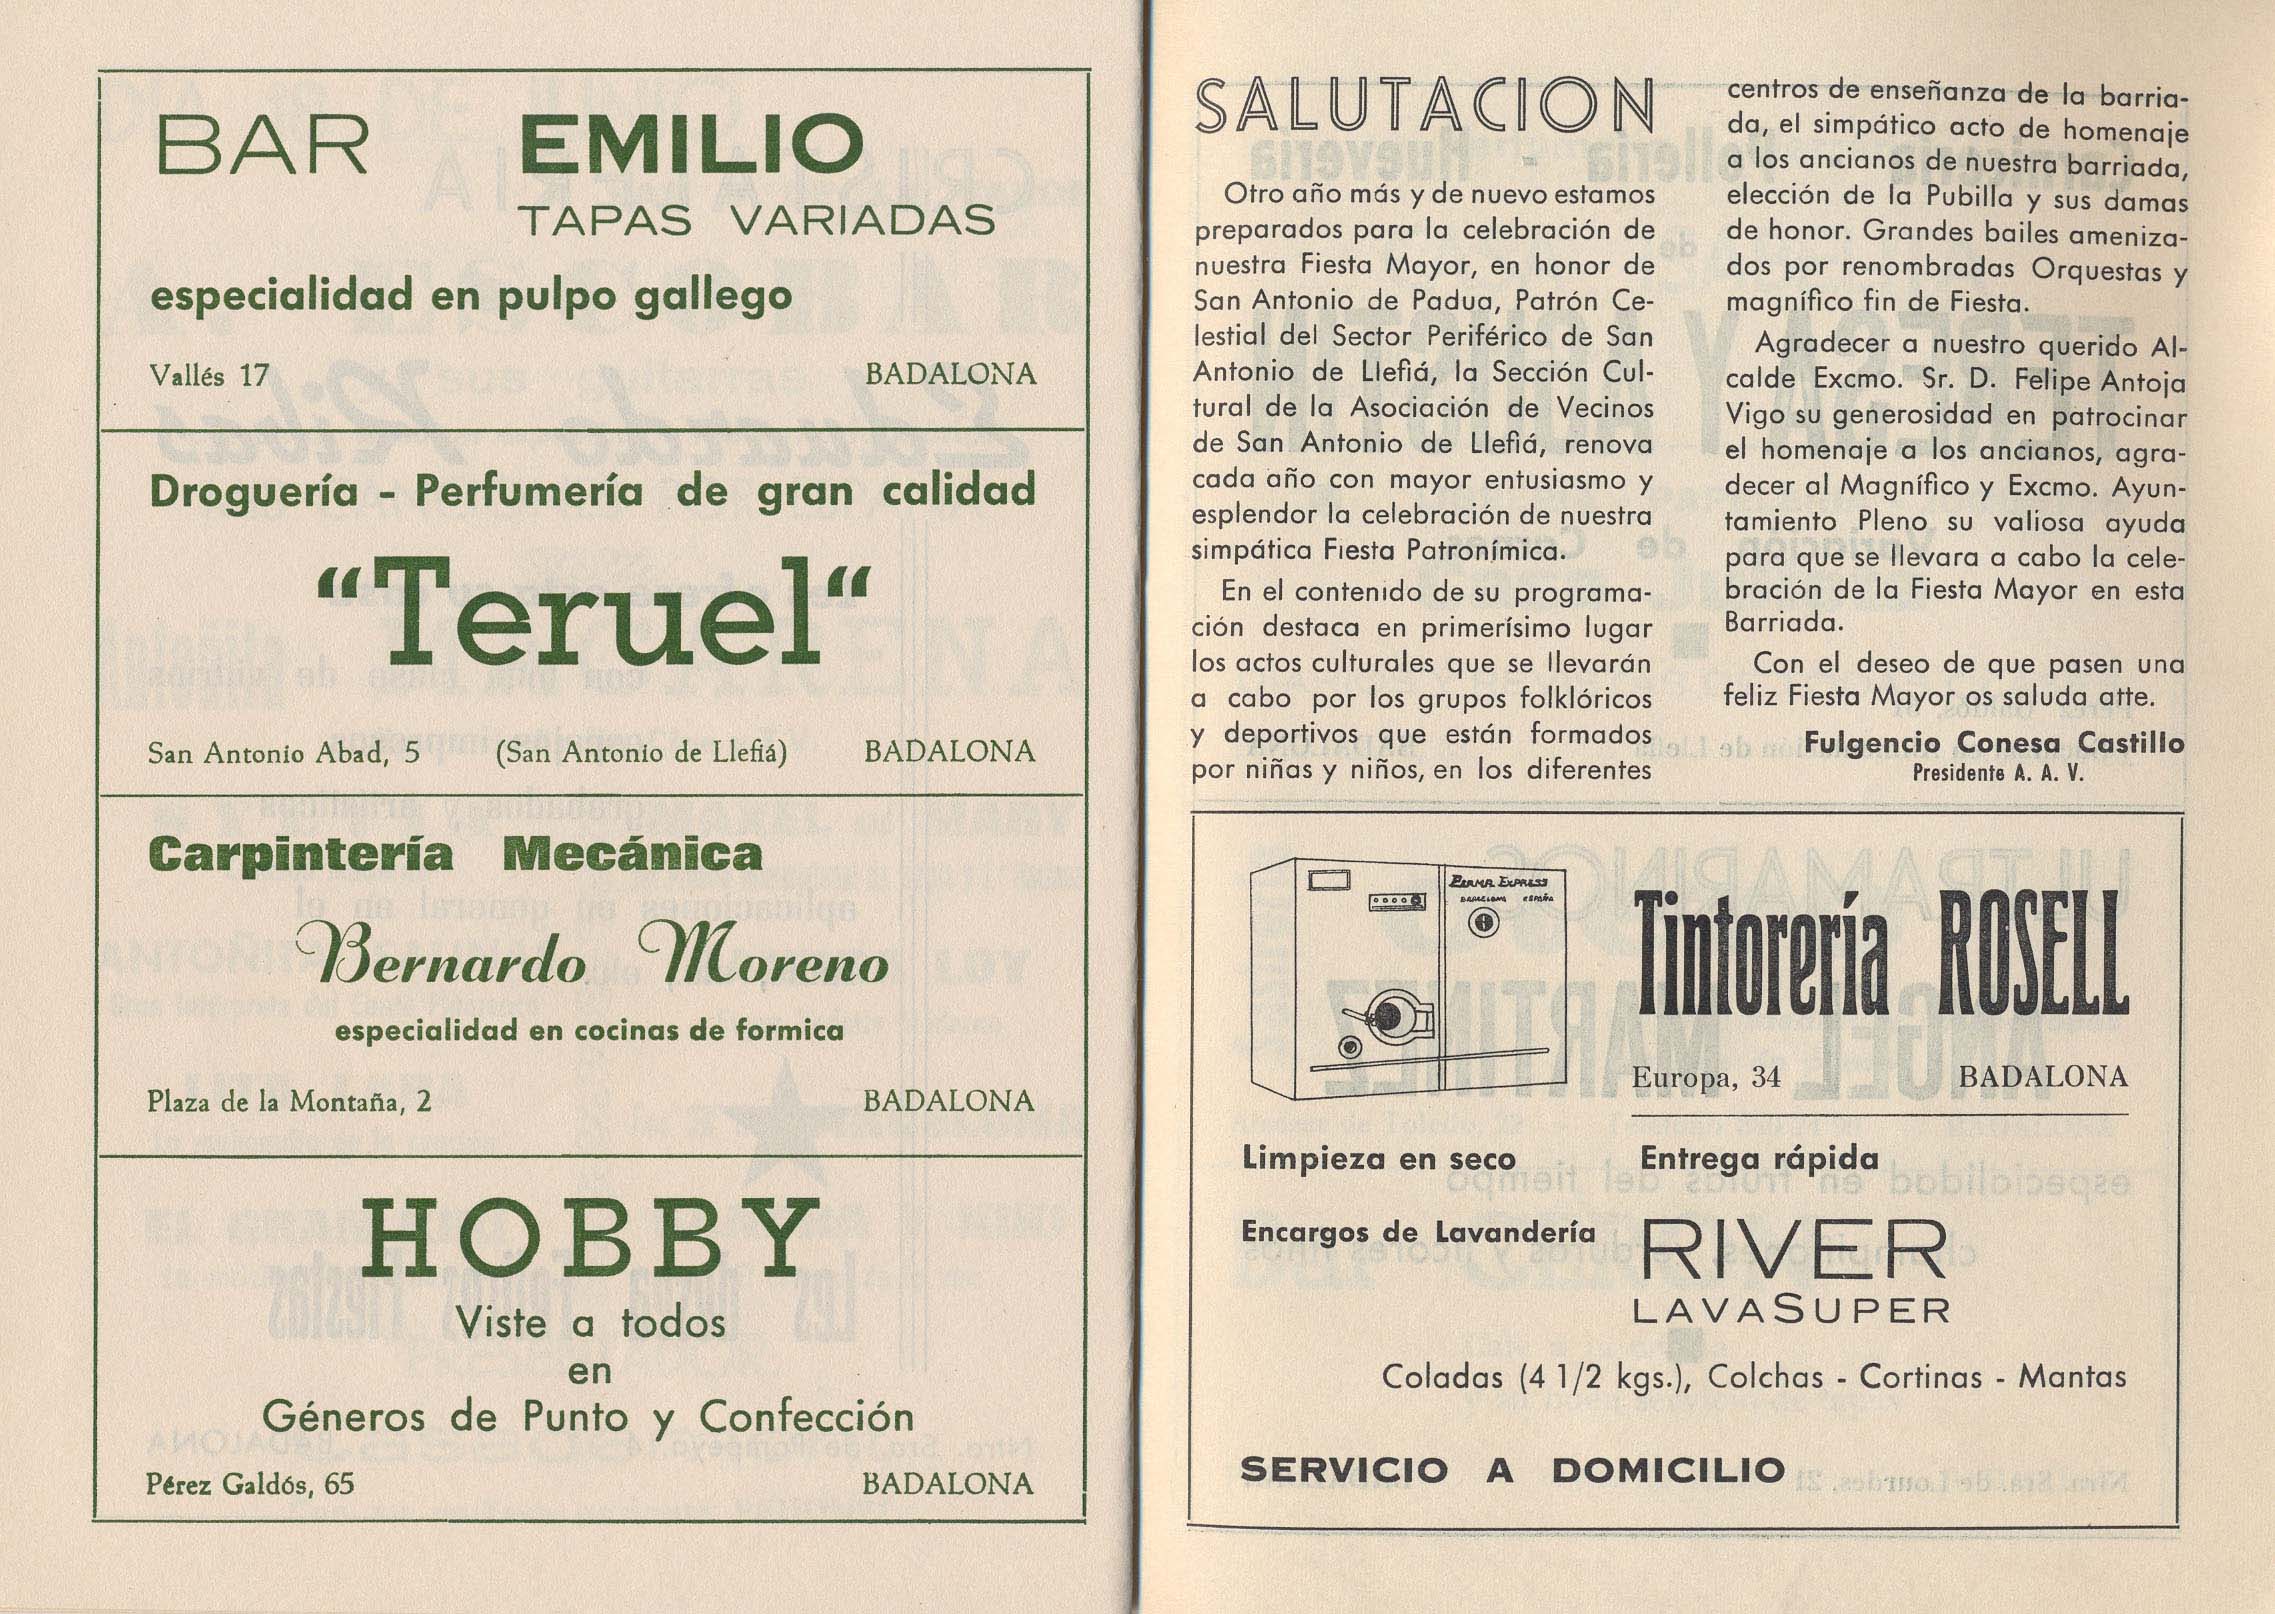 BAR EMILIO
TAPAS VARIADAS
especialidad en pulpo gallego
Vallés 17 BADALONA
Droguería - Perfumería de gran calidad
“Teruel“
San Antonio Abad, 5 (San Antonio de Llefiá) BADALONA
Carpintería Mecánica
Bernardo Moreno
especialidad en cocinas de formica
Plaza de la Montaña, 2 BADALONA
HOBBY
Viste a todos
en
Géneros de Punto y Confección
Pérez Galdós, 65 BADALONA
SALUTACION
Otro año más y de nuevo estamos
preparados para la celebración de
nuestra Fiesta Mayor, en honor de
San Antonio de Padua, Patrón Ce-
lestial del Sector Periférico de San
Antonio de Llefiá, la Sección Cul-
tural de la Asociación de Vecinos
de San Antonio de Llefiá, renova
cada año con mayor entusiasmo y
esplendor la celebración de nuestra
simpática Fiesta Patronímica.
En el contenido de su programa-
ción destaca en primerísimo lugar
los actos culturales que se llevarán
a cabo por los grupos folklóricos
y deportivos que están formados
por niñas y niños, en los diferentes
centros de enseñanza de la barria-
da, el simpático acto de homenaje
a los ancianos de nuestra barriada,
elección de la Pubilla y sus damas
de honor. Grandes bailes ameniza-
dos por renombradas Orquestas y
magnífico fin de Fiesta.
Agradecer a nuestro querido Al-
calde Excmo. Sr. D. Felipe Antoja
Vigo su generosidad en patrocinar
el homenaje a los ancianos, agra-
decer al Magnífico y Excmo. Ayun-
tamiento Pleno su valiosa ayuda
para que se llevara a cabo la cele-
bración de la Fiesta Mayor en esta
Barriada.
Con el deseo de que pasen una
feliz Fiesta Mayor os saluda atte.
Fulgencio Conesa Castillo
Presidente A. A. V.
PERMA EXPRESS
BARCELONA ESPAÑA
Tintorería ROSELL
Europa, 34 BADALONA
Limpieza en seco Entrega rápida
Encargos de Lavandería RIVER
LAVASUPER
Coladas (4 1/2 kgs.), Colchas - Cortinas - Mantas
SERVICIO A DOMICILIO